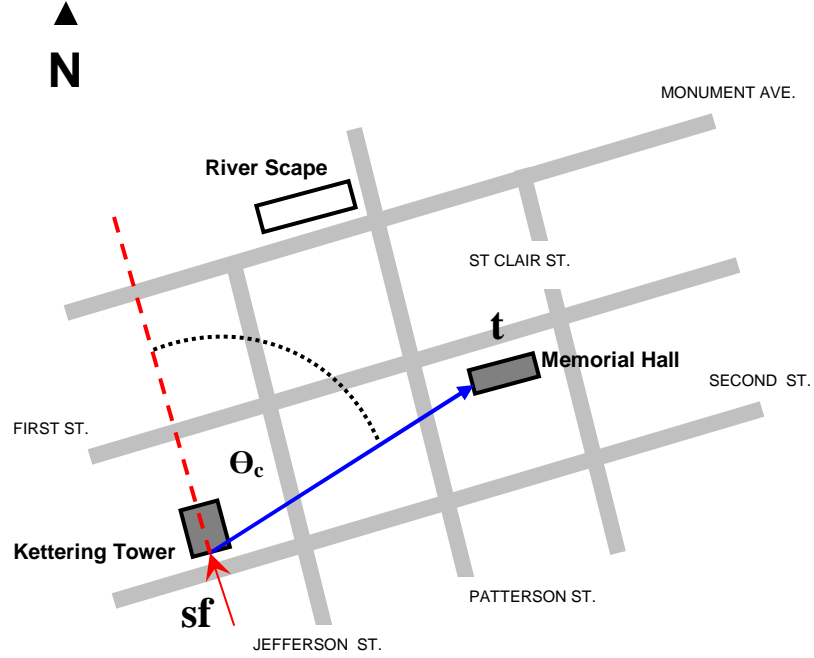 N
MONUMENT AVE.
River Scape
ST CLAIR ST.
t
Memorial Hall
SECOND ST.
FIRST ST.
Θc
Kettering Tower
sf
PATTERSON ST.
JEFFERSON ST.